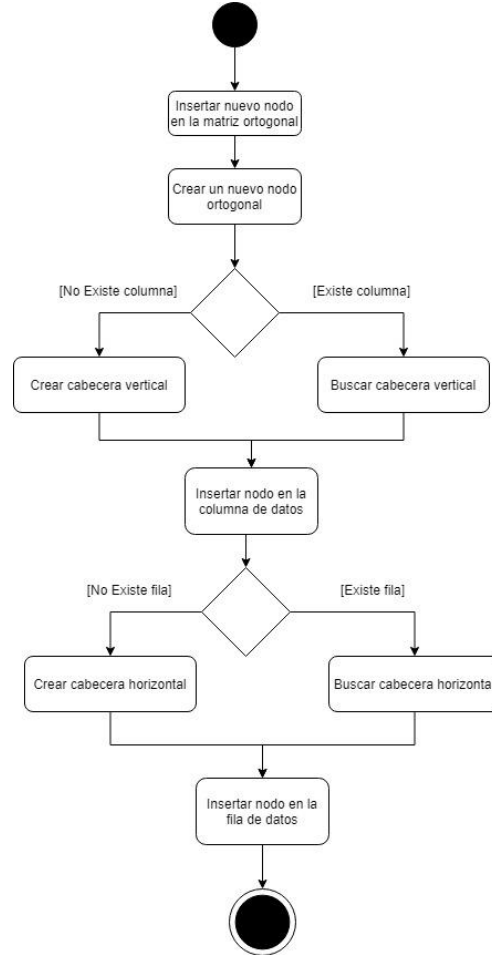 Insertar nuevo nodo
en la matriz ortogonal
Crear un nuevo nodo
ortogonal
[No Existe columna]
[Existe columna]
Crear cabecera vertical
Buscar cabecera vertical
Insertar nodo en la
columna de datos
[No Existe fila]
[Existe fila]
Crear cabecera horizontal
Buscar cabecera horizonta
Insertar nodo en la
fila de datos